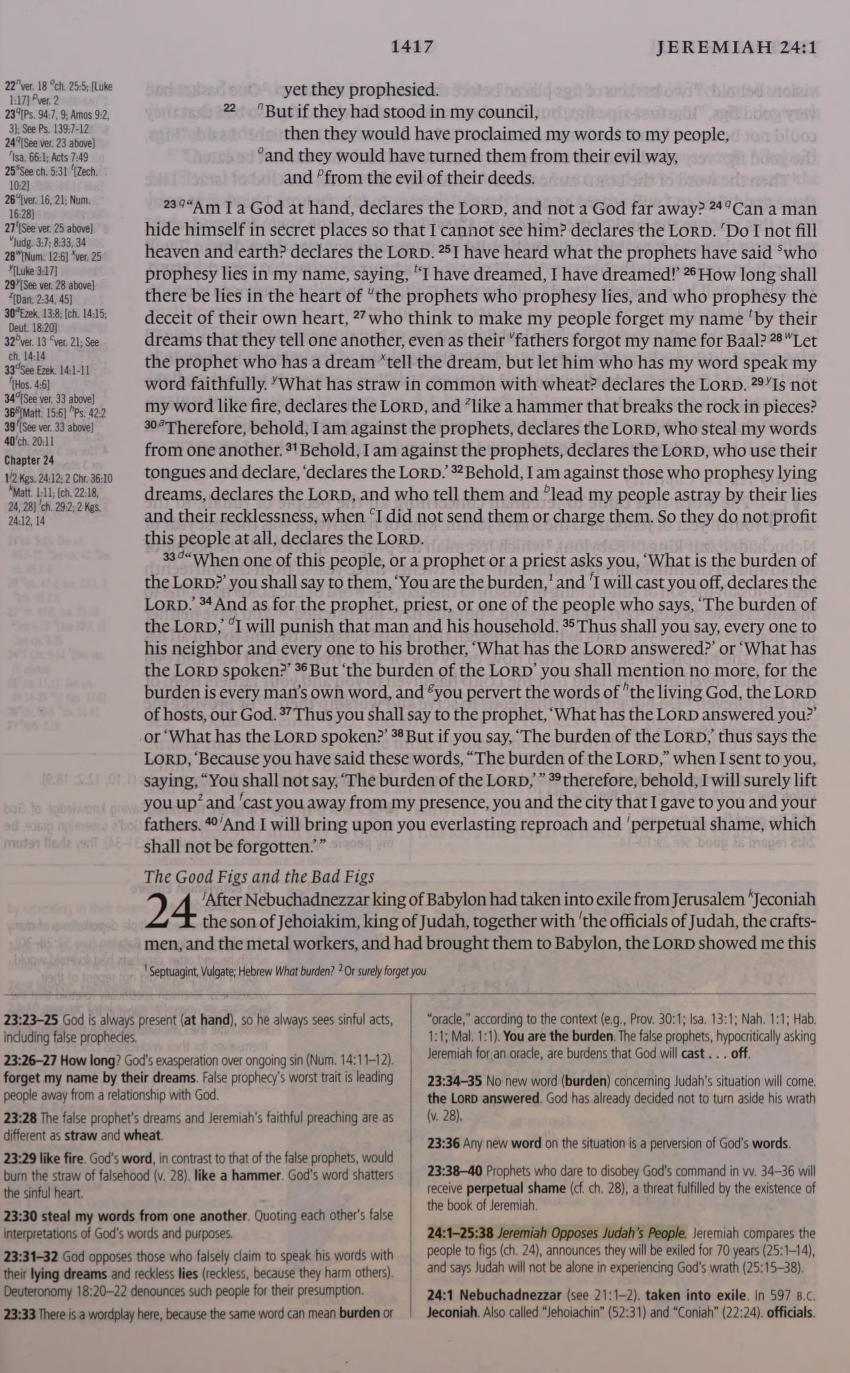 1417
JEREMIAH 24:1
22ⁿver. 18 ᵒch. 25:5; [Luke
1:17] ᵖver. 2
23�q[Ps. 94:7, 9; Amos 9:2,
3]; See Ps. 139:7-12
24�q[See ver. 23 above]
ʳIsa. 66:1; Acts 7:49
25ˢSee ch. 5:31 ᵗ[Zech.
10:2]
26ᵘ[ver. 16, 21; Num.
16:28]
27ᵗ[See ver. 25 above]
ᵛJudg. 3:7; 8:33, 34
28ʷ[Num. 12:6] ˣver. 25
ʸ[Luke 3:17]
29ʸ[See ver. 28 above]
ᶻ[Dan. 2:34, 45]
30ᵃEzek. 13:8; [ch. 14:15;
Deut. 18:20]
32ᵇver. 13 ᶜver. 21; See
ch. 14:14
33ᵈSee Ezek. 14:1-11
ᶠ[Hos. 4:6]
34ᵈ[See ver. 33 above]
36ᵍ[Matt. 15:6] ʰPs. 42:2
39ᶠ[See ver. 33 above]
40ⁱch. 20:11
Chapter 24
1ʲ2 Kgs. 24:12; 2 Chr. 36:10
ᵏMatt. 1:11; [ch. 22:18,
24, 28] ˡch. 29:2; 2 Kgs.
24:12, 14
yet they prophesied.
22 ⁿBut if they had stood in my council,
then they would have proclaimed my words to my people,
ᵒand they would have turned them from their evil way,
and ᵖfrom the evil of their deeds.
23 q“Am I a God at hand, declares the LORD, and not a God far away? 24 qCan a man
hide himself in secret places so that I cannot see him? declares the LORD. ʳDo I not fill
heaven and earth? declares the LORD. 25 I have heard what the prophets have said ˢwho
prophesy lies in my name, saying, ᵗ‘I have dreamed, I have dreamed!’ 26 How long shall
there be lies in the heart of ᵘthe prophets who prophesy lies, and who prophesy the
deceit of their own heart, 27 who think to make my people forget my name ᵗby their
dreams that they tell one another, even as their ᵛfathers forgot my name for Baal? 28 ʷLet
the prophet who has a dream ˣtell the dream, but let him who has my word speak my
word faithfully. ʸWhat has straw in common with wheat? declares the LORD. 29 ʸIs not
my word like fire, declares the LORD, and ᶻlike a hammer that breaks the rock in pieces?
30 ᵃTherefore, behold, I am against the prophets, declares the LORD, who steal my words
from one another. 31 Behold, I am against the prophets, declares the LORD, who use their
tongues and declare, ‘declares the LORD.’ 32 Behold, I am against those who prophesy lying
dreams, declares the LORD, and who tell them and ᵇlead my people astray by their lies
and their recklessness, when ᶜI did not send them or charge them. So they do not profit
this people at all, declares the LORD.
33 ᵈ“When one of this people, or a prophet or a priest asks you, ‘What is the burden of
the LORD?’ you shall say to them, ‘You are the burden,¹ and ᶠI will cast you off, declares the
LORD.’ 34 And as for the prophet, priest, or one of the people who says, ‘The burden of
the LORD,’ ᵈI will punish that man and his household. 35 Thus shall you say, every one to
his neighbor and every one to his brother, ‘What has the LORD answered?’ or ‘What has
the LORD spoken?’ 36 But ‘the burden of the LORD’ you shall mention no more, for the
burden is every man’s own word, and ᵍyou pervert the words of ʰthe living God, the LORD
of hosts, our God. 37 Thus you shall say to the prophet, ‘What has the LORD answered you?’
or ‘What has the LORD spoken?’ 38 But if you say, ‘The burden of the LORD,’ thus says the
LORD, ‘Because you have said these words, “The burden of the LORD,” when I sent to you,
saying, “You shall not say, ‘The burden of the LORD,’ ” 39 therefore, behold, I will surely lift
you up² and ᶠcast you away from my presence, you and the city that I gave to you and your
fathers. 40 ⁱAnd I will bring upon you everlasting reproach and ⁱperpetual shame, which
shall not be forgotten.’ ”
The Good Figs and the Bad Figs
24 ʲAfter Nebuchadnezzar king of Babylon had taken into exile from Jerusalem ᵏJeconiah
the son of Jehoiakim, king of Judah, together with ˡthe officials of Judah, the crafts-
men, and the metal workers, and had brought them to Babylon, the LORD showed me this
¹ Septuagint, Vulgate; Hebrew What burden? ² Or surely forget you
23:23–25 God is always present (at hand), so he always sees sinful acts,
including false prophecies.
23:26–27 How long? God’s exasperation over ongoing sin (Num. 14:11–12).
forget my name by their dreams. False prophecy’s worst trait is leading
people away from a relationship with God.
23:28 The false prophet’s dreams and Jeremiah’s faithful preaching are as
different as straw and wheat.
23:29 like fire. God’s word, in contrast to that of the false prophets, would
burn the straw of falsehood (v. 28). like a hammer. God’s word shatters
the sinful heart.
23:30 steal my words from one another. Quoting each other’s false
interpretations of God’s words and purposes.
23:31–32 God opposes those who falsely claim to speak his words with
their lying dreams and reckless lies (reckless, because they harm others).
Deuteronomy 18:20–22 denounces such people for their presumption.
23:33 There is a wordplay here, because the same word can mean burden or
“oracle,” according to the context (e.g., Prov. 30:1; Isa. 13:1; Nah. 1:1; Hab.
1:1; Mal. 1:1). You are the burden. The false prophets, hypocritically asking
Jeremiah for an oracle, are burdens that God will cast . . . off.
23:34–35 No new word (burden) concerning Judah’s situation will come.
the LORD answered. God has already decided not to turn aside his wrath
(v. 28).
23:36 Any new word on the situation is a perversion of God’s words.
23:38–40 Prophets who dare to disobey God’s command in vv. 34–36 will
receive perpetual shame (cf. ch. 28), a threat fulfilled by the existence of
the book of Jeremiah.
24:1–25:38 Jeremiah Opposes Judah’s People. Jeremiah compares the
people to figs (ch. 24), announces they will be exiled for 70 years (25:1–14),
and says Judah will not be alone in experiencing God’s wrath (25:15–38).
24:1 Nebuchadnezzar (see 21:1–2). taken into exile. In 597 B.C.
Jeconiah. Also called “Jehoiachin” (52:31) and “Coniah” (22:24). officials.